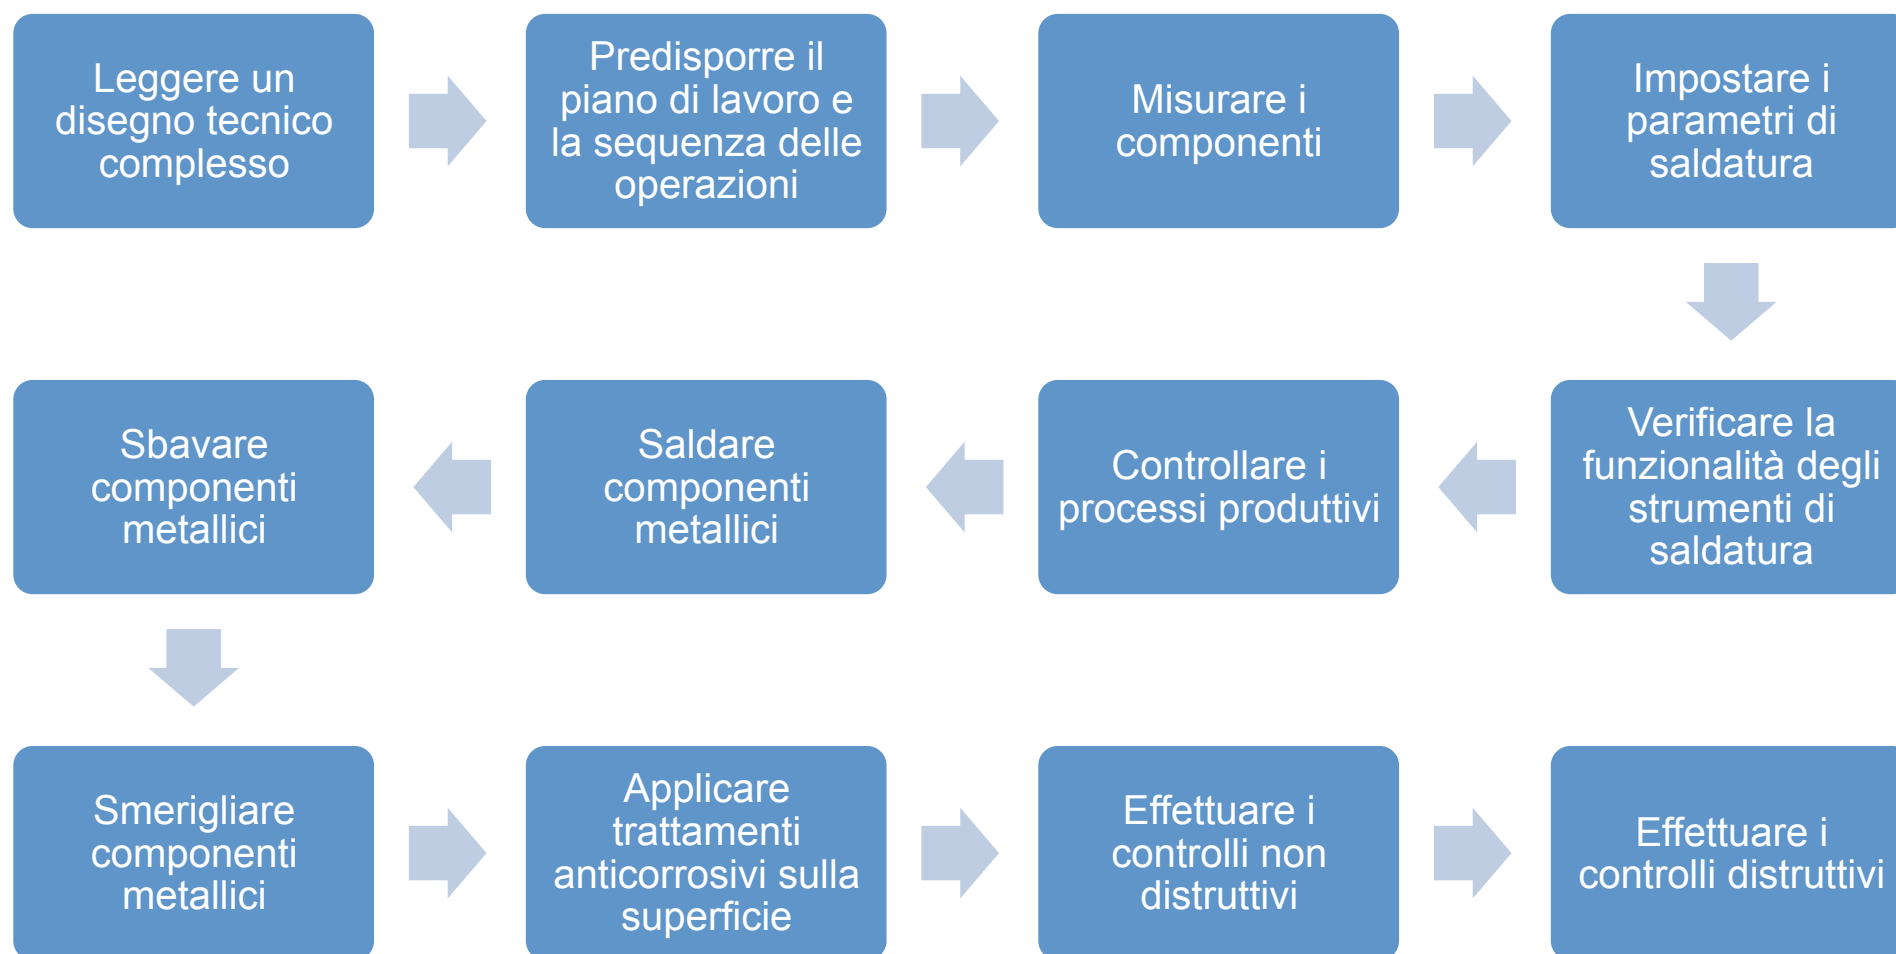 Leggere un
disegno tecnico
complesso
Predisporre il
piano di lavoro e
la sequenza delle
operazioni
Misurare i
componenti
Impostare i
parametri di
saldatura
Verificare la
funzionalità degli
strumenti di
saldatura
Controllare i
processi produttivi
Saldare
componenti
metallici
Sbavare
componenti
metallici
Smerigliare
componenti
metallici
Applicare
trattamenti
anticorrosivi sulla
superficie
Effettuare i
controlli non
distruttivi
Effettuare i
controlli distruttivi